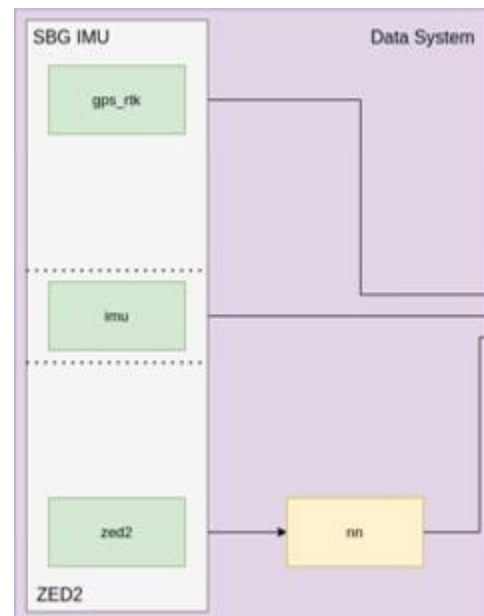 SBG IMU
Data System
gps_rtk
imu
zed2
nn
ZED2